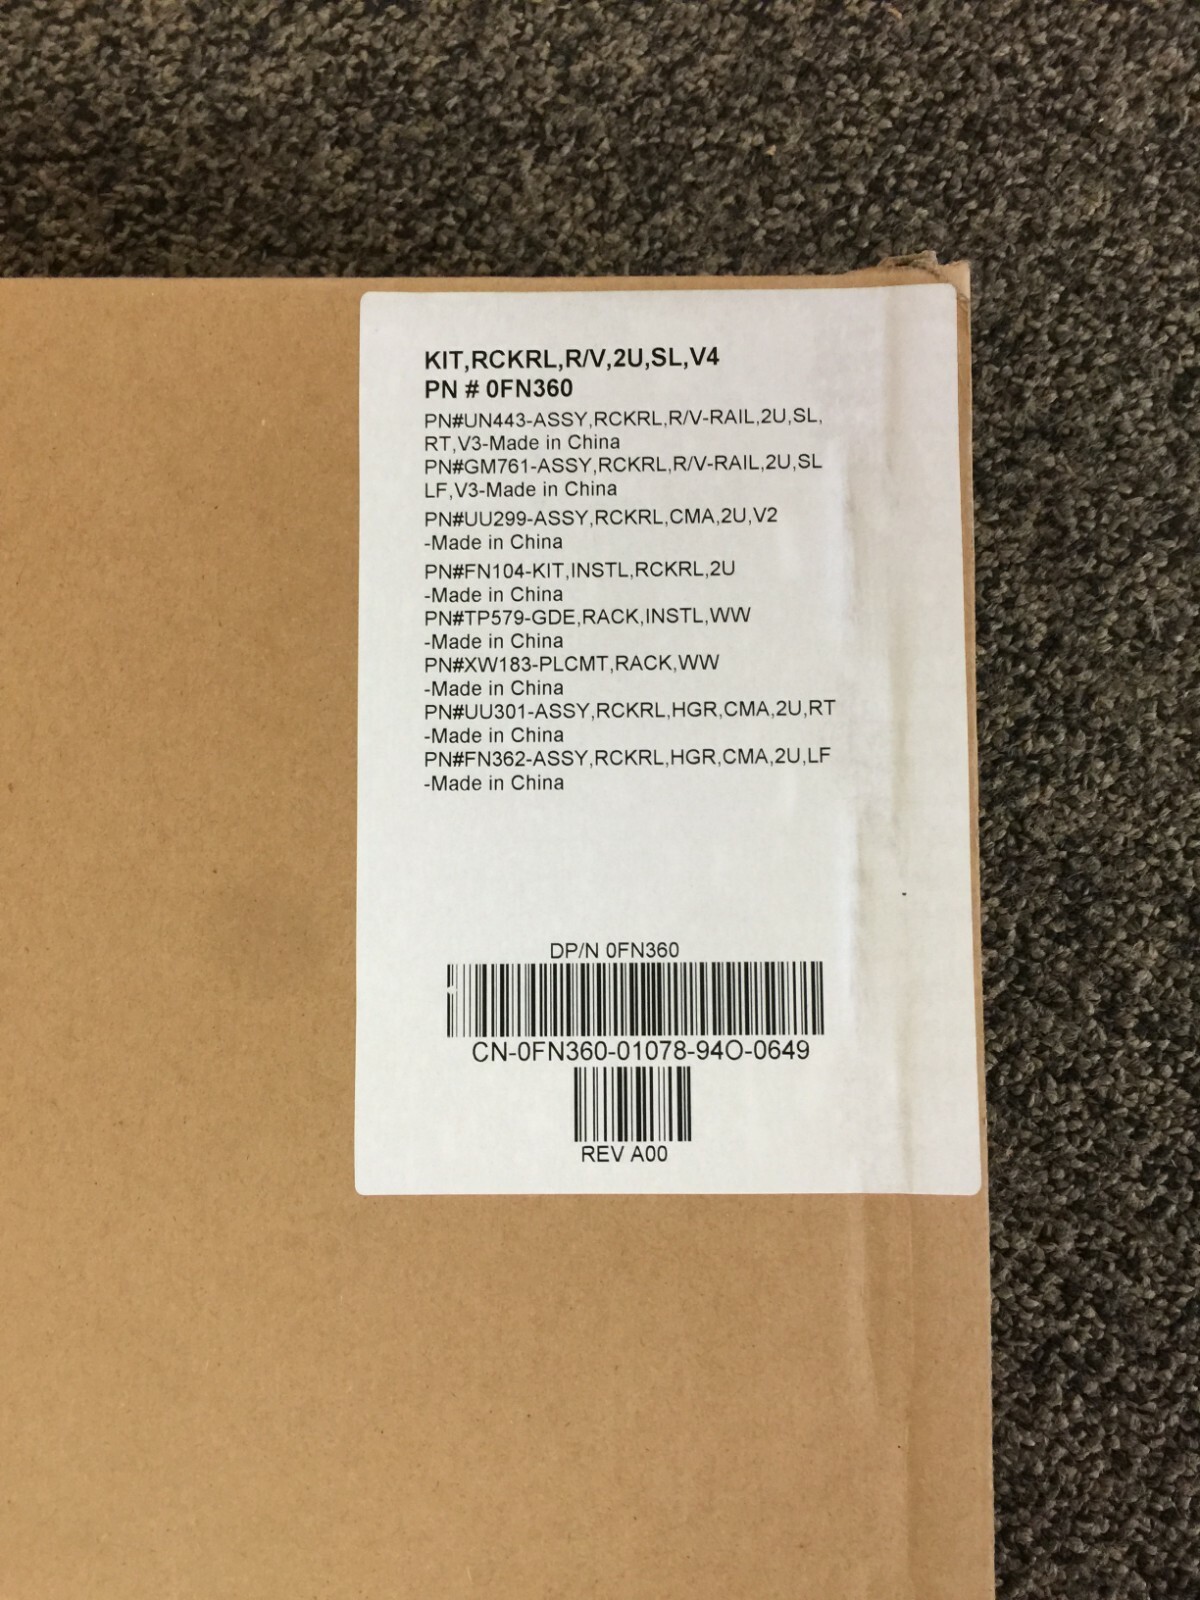 KIT,RCKRL,R/V,2U,SL,V4
PN # 0FN360
PN#UN443-ASSY,RCKRL,R/V-RAIL,2U,SL,
RT,V3-Made in China
PN#GM761-ASSY,RCKRL,R/V-RAIL,2U,SL
LF,V3-Made in China
PN#UU299-ASSY,RCKRL,CMA,2U,V2
-Made in China
PN#FN104-KIT,INSTL,RCKRL,2U
-Made in China
PN#TP579-GDE,RACK,INSTL,WW
-Made in China
PN#XW183-PLCMT,RACK,WW
-Made in China
PN#UU301-ASSY,RCKRL,HGR,CMA,2U,RT
-Made in China
PN#FN362-ASSY,RCKRL,HGR,CMA,2U,LF
-Made in China
DP/N 0FN360
CN-0FN360-01078-94O-0649
REV A00